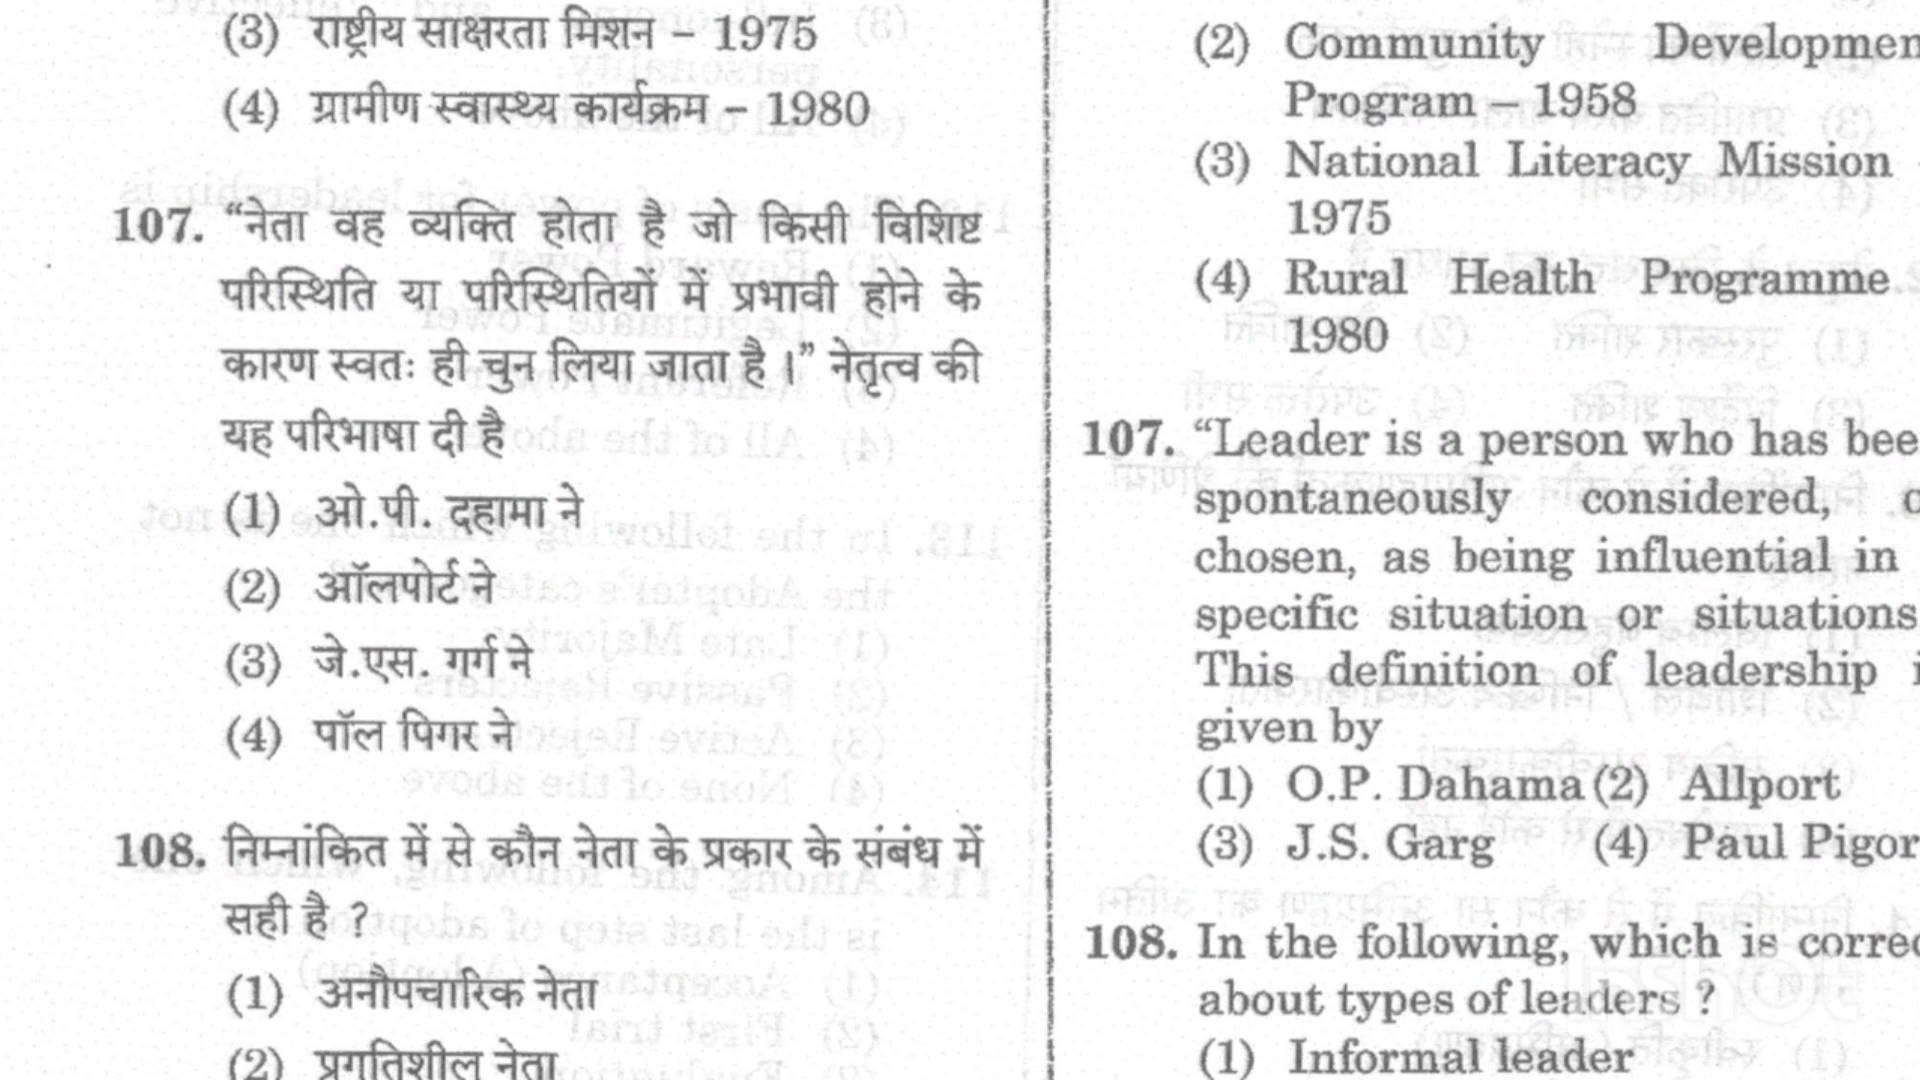 (3) राष्ट्रीय साक्षरता मिशन – 1975
(4) ग्रामीण स्वास्थ्य कार्यक्रम – 1980
107. “नेता वह व्यक्ति होता है जो किसी विशिष्ट
परिस्थिति या परिस्थितियों में प्रभावी होने के
कारण स्वतः ही चुन लिया जाता है।” नेतृत्व की
यह परिभाषा दी है
(1) ओ.पी. दहामा ने
(2) ऑलपोर्ट ने
(3) जे.एस. गर्ग ने
(4) पॉल पिगर ने
108. निम्नांकित में से कौन नेता के प्रकार के संबंध में
सही है ?
(1) अनौपचारिक नेता
(2) प्रगतिशील नेता
(2) Community Developmen
Program – 1958
(3) National Literacy Mission
1975
(4) Rural Health Programme
1980
107. “Leader is a person who has bee
spontaneously considered,
chosen, as being influential in
specific situation or situations
This definition of leadership
given by
(1) O.P. Dahama (2) Allport
(3) J.S. Garg (4) Paul Pigor
108. In the following, which is correc
about types of leaders ?
(1) Informal leader